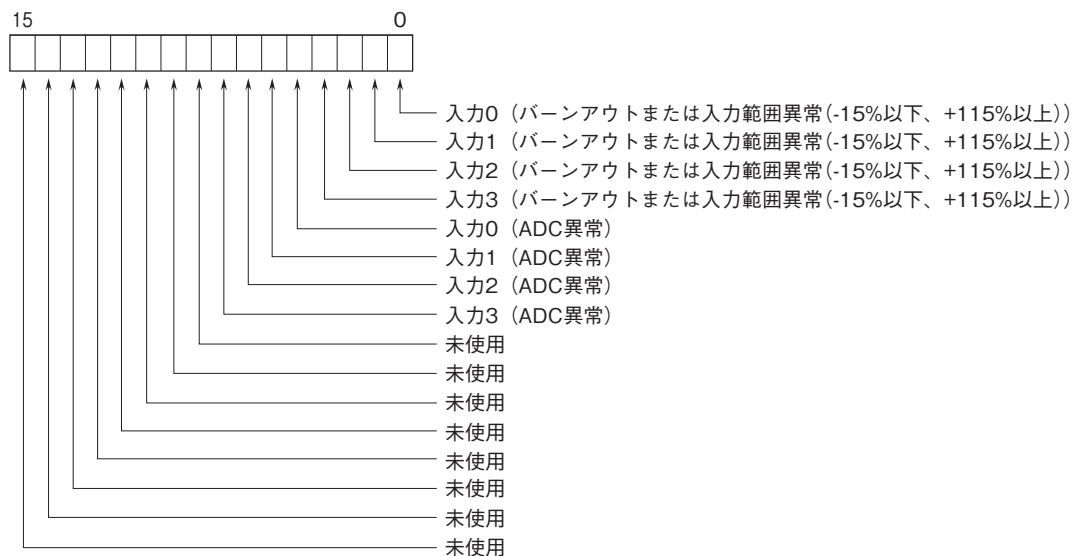 15 0
入力0（バーンアウトまたは入力範囲異常(-15%以下、+115%以上)）
入力1（バーンアウトまたは入力範囲異常(-15%以下、+115%以上)）
入力2（バーンアウトまたは入力範囲異常(-15%以下、+115%以上)）
入力3（バーンアウトまたは入力範囲異常(-15%以下、+115%以上)）
入力0（ADC異常）
入力1（ADC異常）
入力2（ADC異常）
入力3（ADC異常）
未使用
未使用
未使用
未使用
未使用
未使用
未使用
未使用